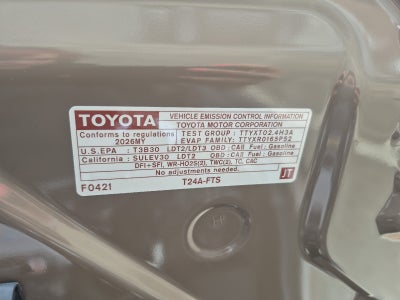 TOYOTA
VEHICLE EMISSION CONTROL INFORMATION
TOYOTA MOTOR CORPORATION
Conforms to regulations
2026MY
TEST GROUP : TTYXT02.4H3A
EVAP FAMILY: TTYXR0165P52
U.S.EPA : T3B30 LDT2/LDT3 OBD: CAII Fuel: Gasoline
California: SULEV30 LDT2 OBD: CAII Fuel: Gasoline
DFI+SFI, WR-HO2S(2), TWC(2), TC, CAC
No adjustments needed.
F0421
T24A-FTS
JT